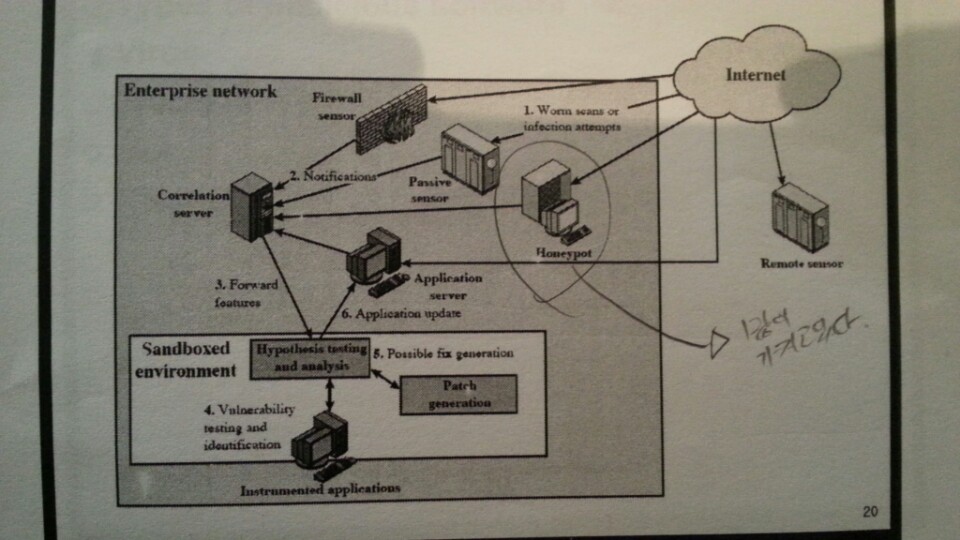 Internet
Enterprise network
Firewall
sensor
1. Worm scans or
infection attempts
2. Notifications
Passive
sensor
Correlation
server
Honeypot
Remote sensor
Application
server
3. Forward
features
6. Application update
Sandboxed
environment
Hypothesis testing
and analysis
5. Possible fix generation
Patch
generation
4. Vulnerability
testing and
identification
Instrumented applications
20